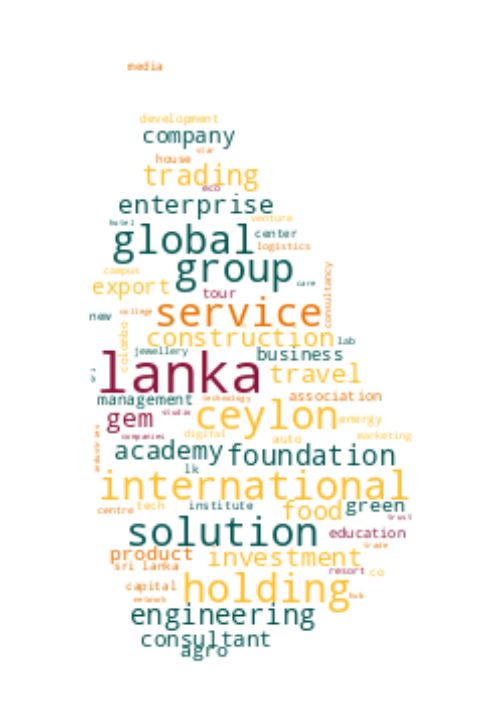 media
development
company
star
house
trading
eco
enterprise
venture
hotel
global center
logistics
group
campus
care
export tour
consultancy
college
new service
construction lab
colombo
jewellery business
lanka travel
sri
management technology association
gem studio ceylon energy
companies digital auto marketing
academy foundation
industries
lk
international
centre tech institute food green
trust
solution education
trade
product investment
sri lanka resort co
capital holding
network hub
engineering
consultant
agro